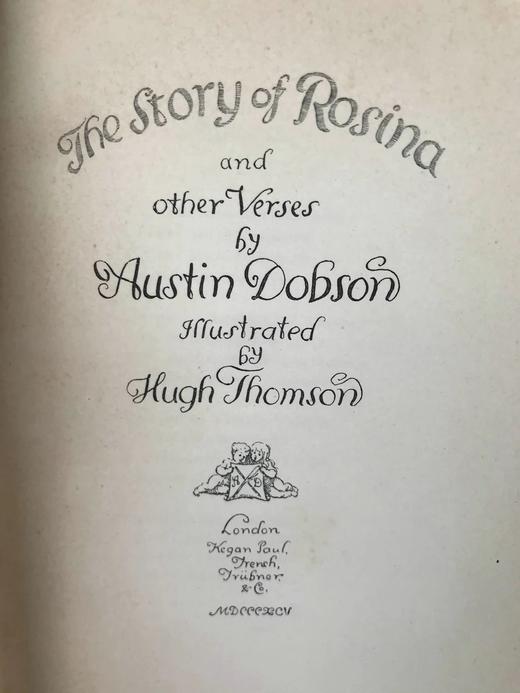 The Story of Rosina
and
other Verses
by
Austin Dobson
Illustrated
by
Hugh Thomson
A D
London
Kegan Paul,
Trench,
Trübner
& Co.
MDCCCXCV